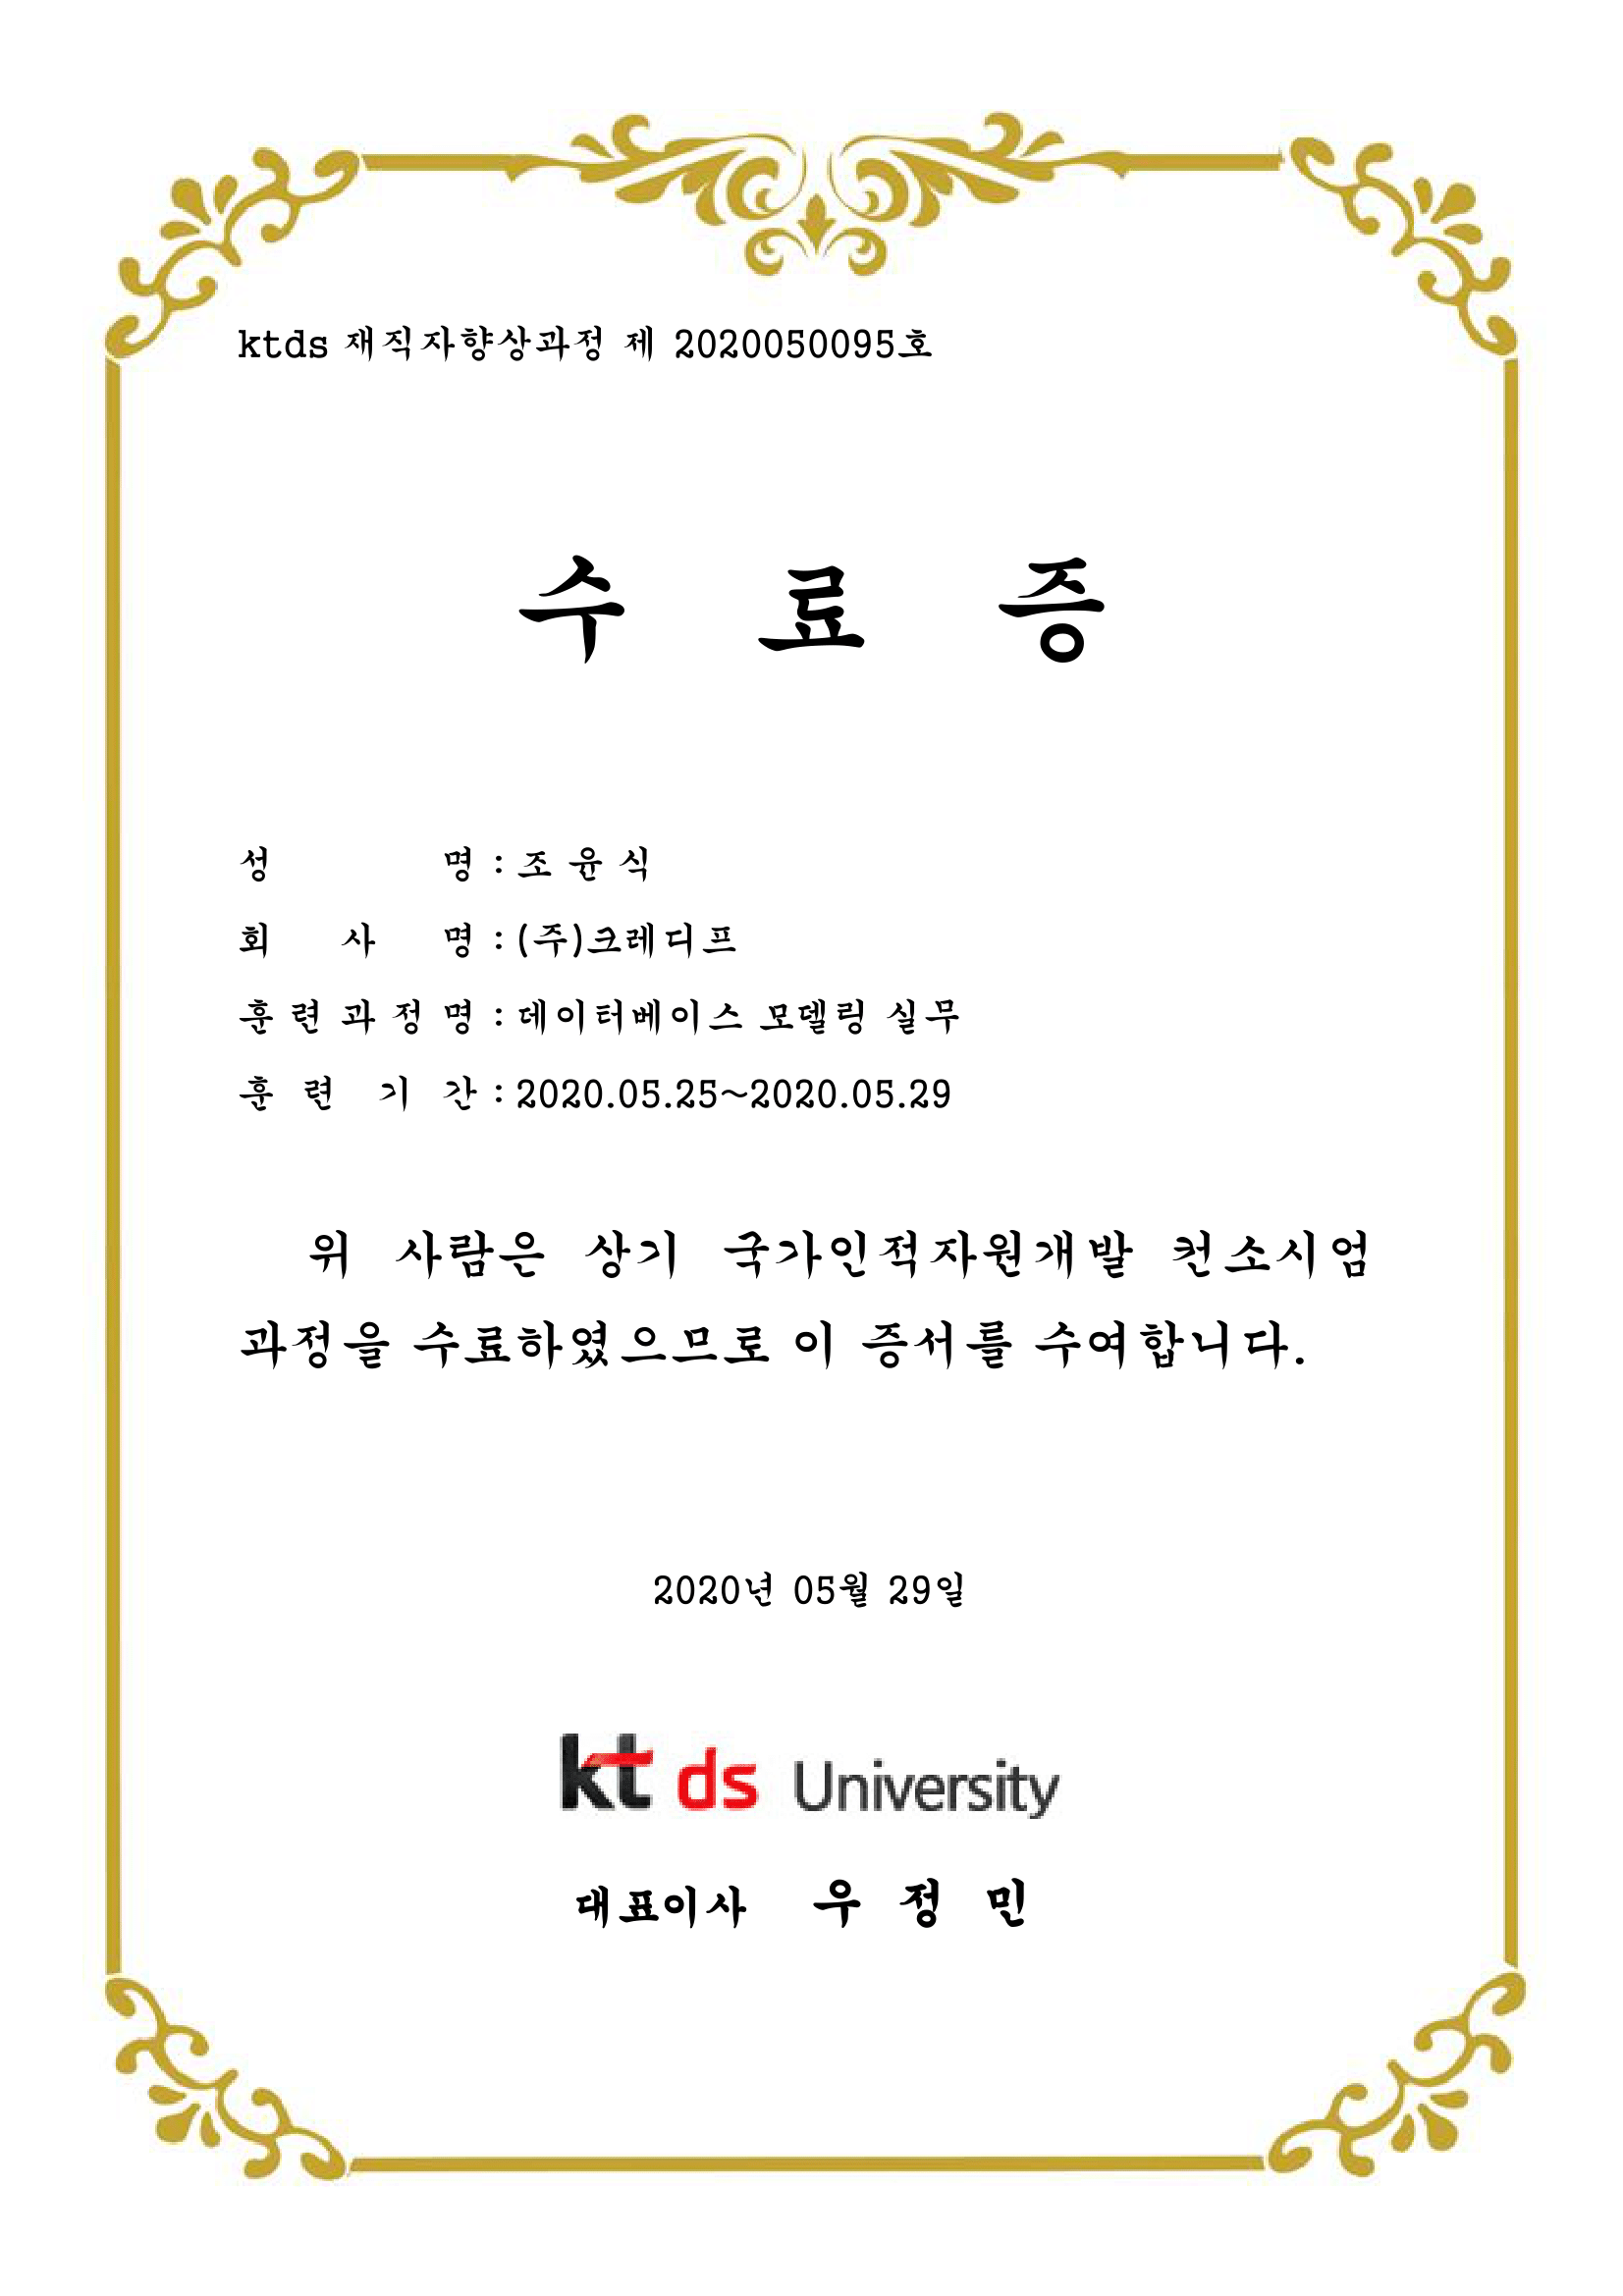 ktds 재직자향상과정 제 2020050095호
수 료 증
성 명 : 조 윤 식
회 사 명 : (주)크레디프
훈 련 과 정 명 : 데이터베이스 모델링 실무
훈 련 기 간 : 2020.05.25~2020.05.29
위 사람은 상기 국가인적자원개발 컨소시엄
과정을 수료하였으므로 이 증서를 수여합니다.
2020년 05월 29일
kt ds University
대표이사 우 정 민